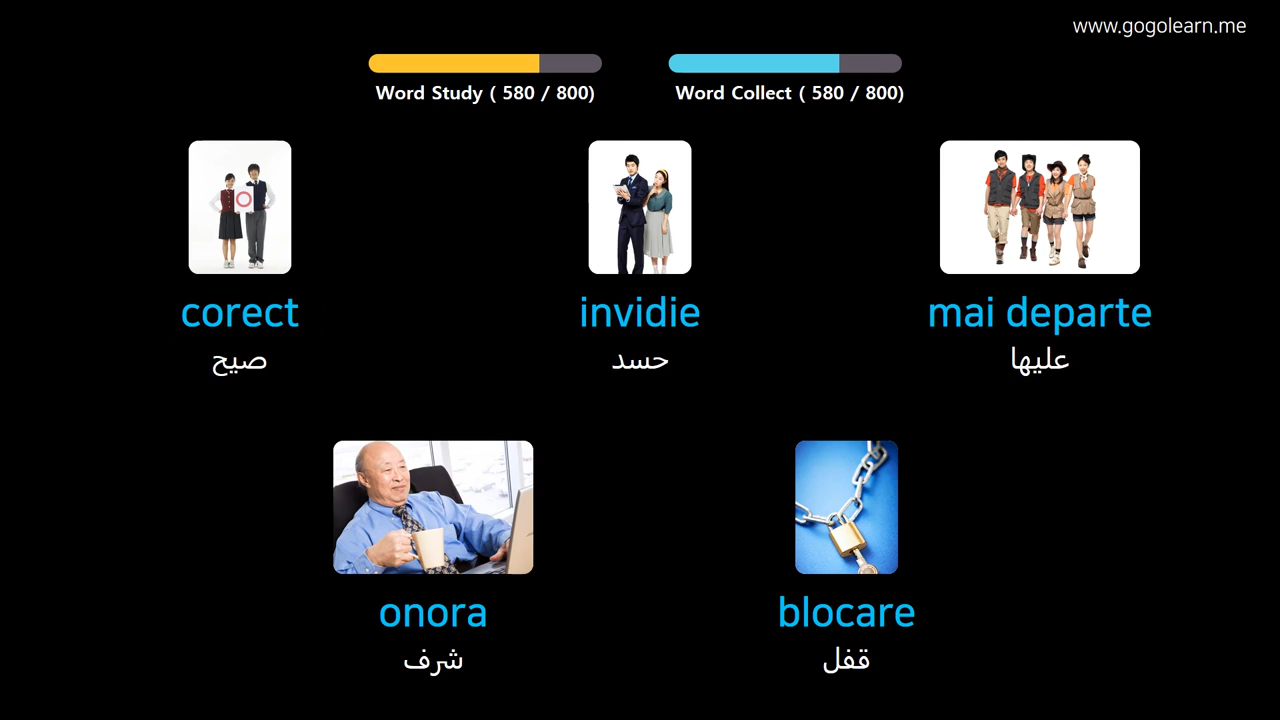 www.gogolearn.me
Word Study ( 580 / 800)
Word Collect ( 580 / 800)
corect
صيح
invidie
حسد
mai departe
عليها
onora
شرف
blocare
قفل